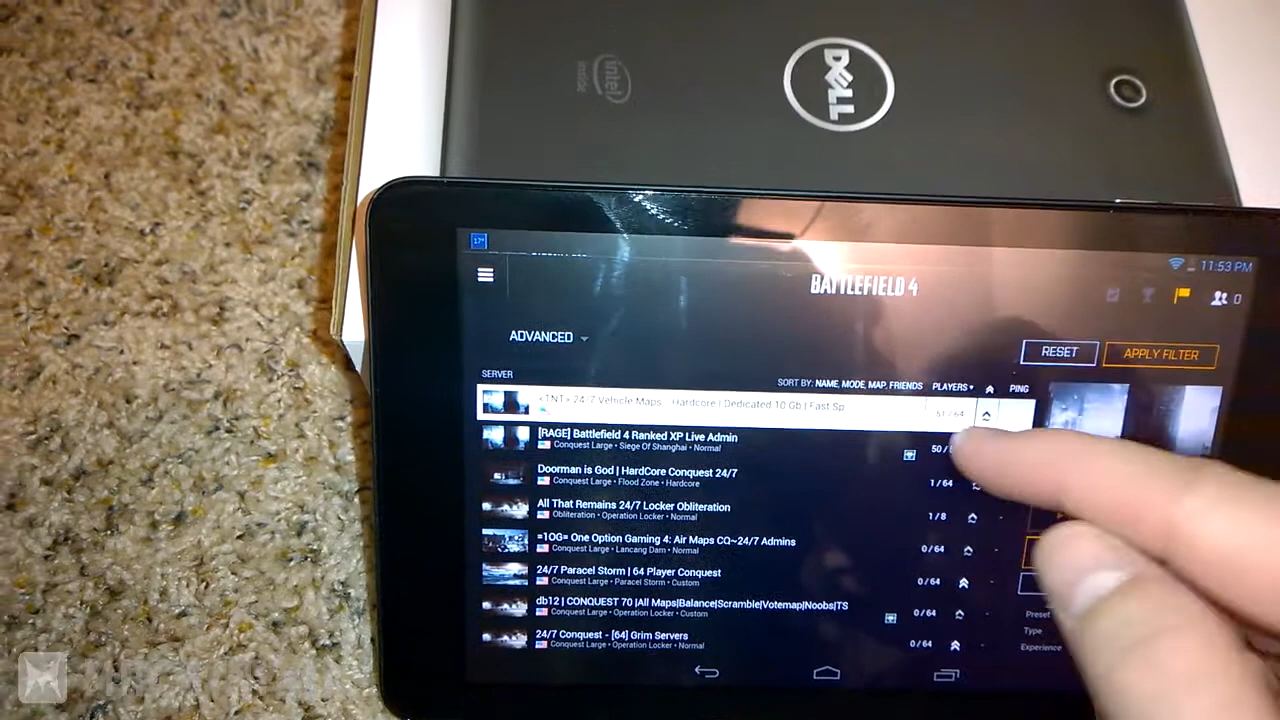 intel inside
DELL
17°
11:53 PM
BATTLEFIELD 4
0
ADVANCED
RESET
APPLY FILTER
SERVER
SORT BY: NAME, MODE, MAP, FRIENDS
PLAYERS
PING
<TNT> 24/7 Vehicle Maps Hardcore | Dedicated 10 Gb | Fast Sp
51 / 64
[RAGE] Battlefield 4 Ranked XP Live Admin
50 /
Conquest Large • Siege Of Shanghai • Normal
Doorman is God | HardCore Conquest 24/7
1 / 64
Conquest Large • Flood Zone • Hardcore
All That Remains 24/7 Locker Obliteration
1 / 8
Obliteration • Operation Locker • Normal
=1OG= One Option Gaming 4: Air Maps CQ~24/7 Admins
0 / 64
Conquest Large • Lancang Dam • Normal
24/7 Paracel Storm | 64 Player Conquest
0 / 64
Conquest Large • Paracel Storm • Custom
db12 | CONQUEST 70 |All Maps|Balance|Scramble|Votemap|Noobs|TS
0 / 64
Conquest Large • Operation Locker • Custom
24/7 Conquest - [64] Grim Servers
0 / 64
Conquest Large • Operation Locker • Normal
Preset
Type
Experience